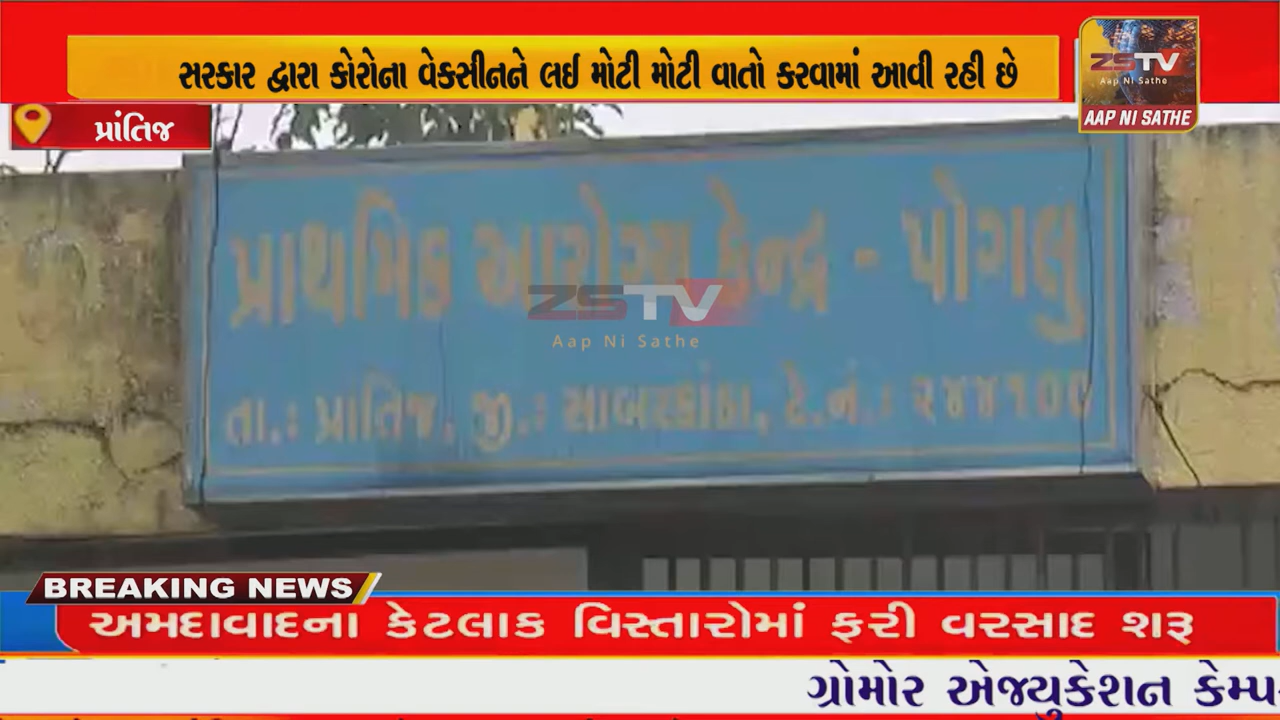 સરકાર દ્વારા કોરોના વેકસીનને લઈ મોટી મોટી વાતો કરવામાં આવી રહી છે
ZSTV
Aap Ni Sathe
AAP NI SATHE
પ્રાંતિજ
પ્રાથમિક આરોગ્ય કેન્દ્ર - પોગલુ
ZSTV
Aap Ni Sathe
તા.: પ્રાતિજ, જી.: સાબરકાંઠા, ટે.નં.: ૨૪૪૧૦૦
BREAKING NEWS
અમદાવાદના કેટલાક વિસ્તારોમાં ફરી વરસાદ શરૂ
ગ્રોમોર એજ્યુકેશન